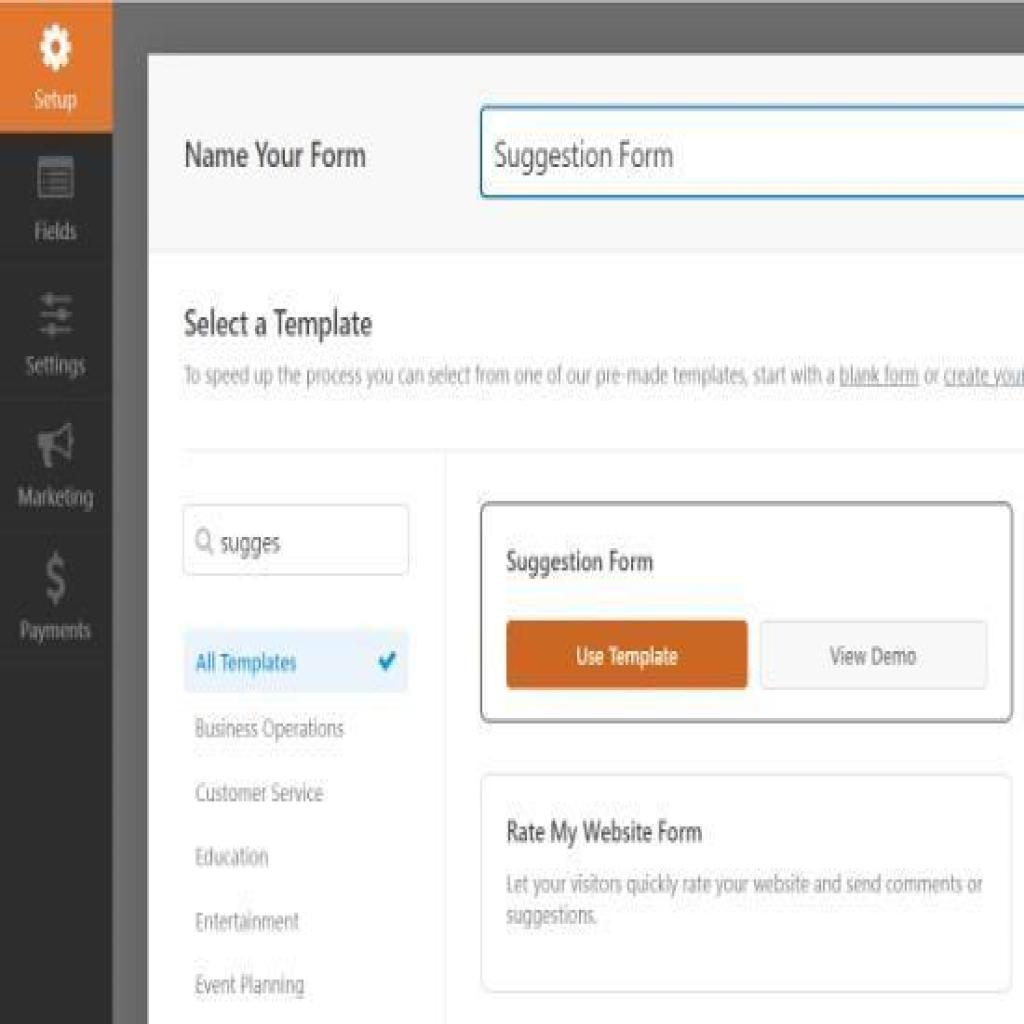 Setup
Fields
Settings
Marketing
Payments
Name Your Form
Suggestion Form
Select a Template
To speed up the process you can select from one of our pre-made templates, start with a blank form or create your
sugges
All Templates
Business Operations
Customer Service
Education
Entertainment
Event Planning
Suggestion Form
Use Template
View Demo
Rate My Website Form
Let your visitors quickly rate your website and send comments or
suggestions.